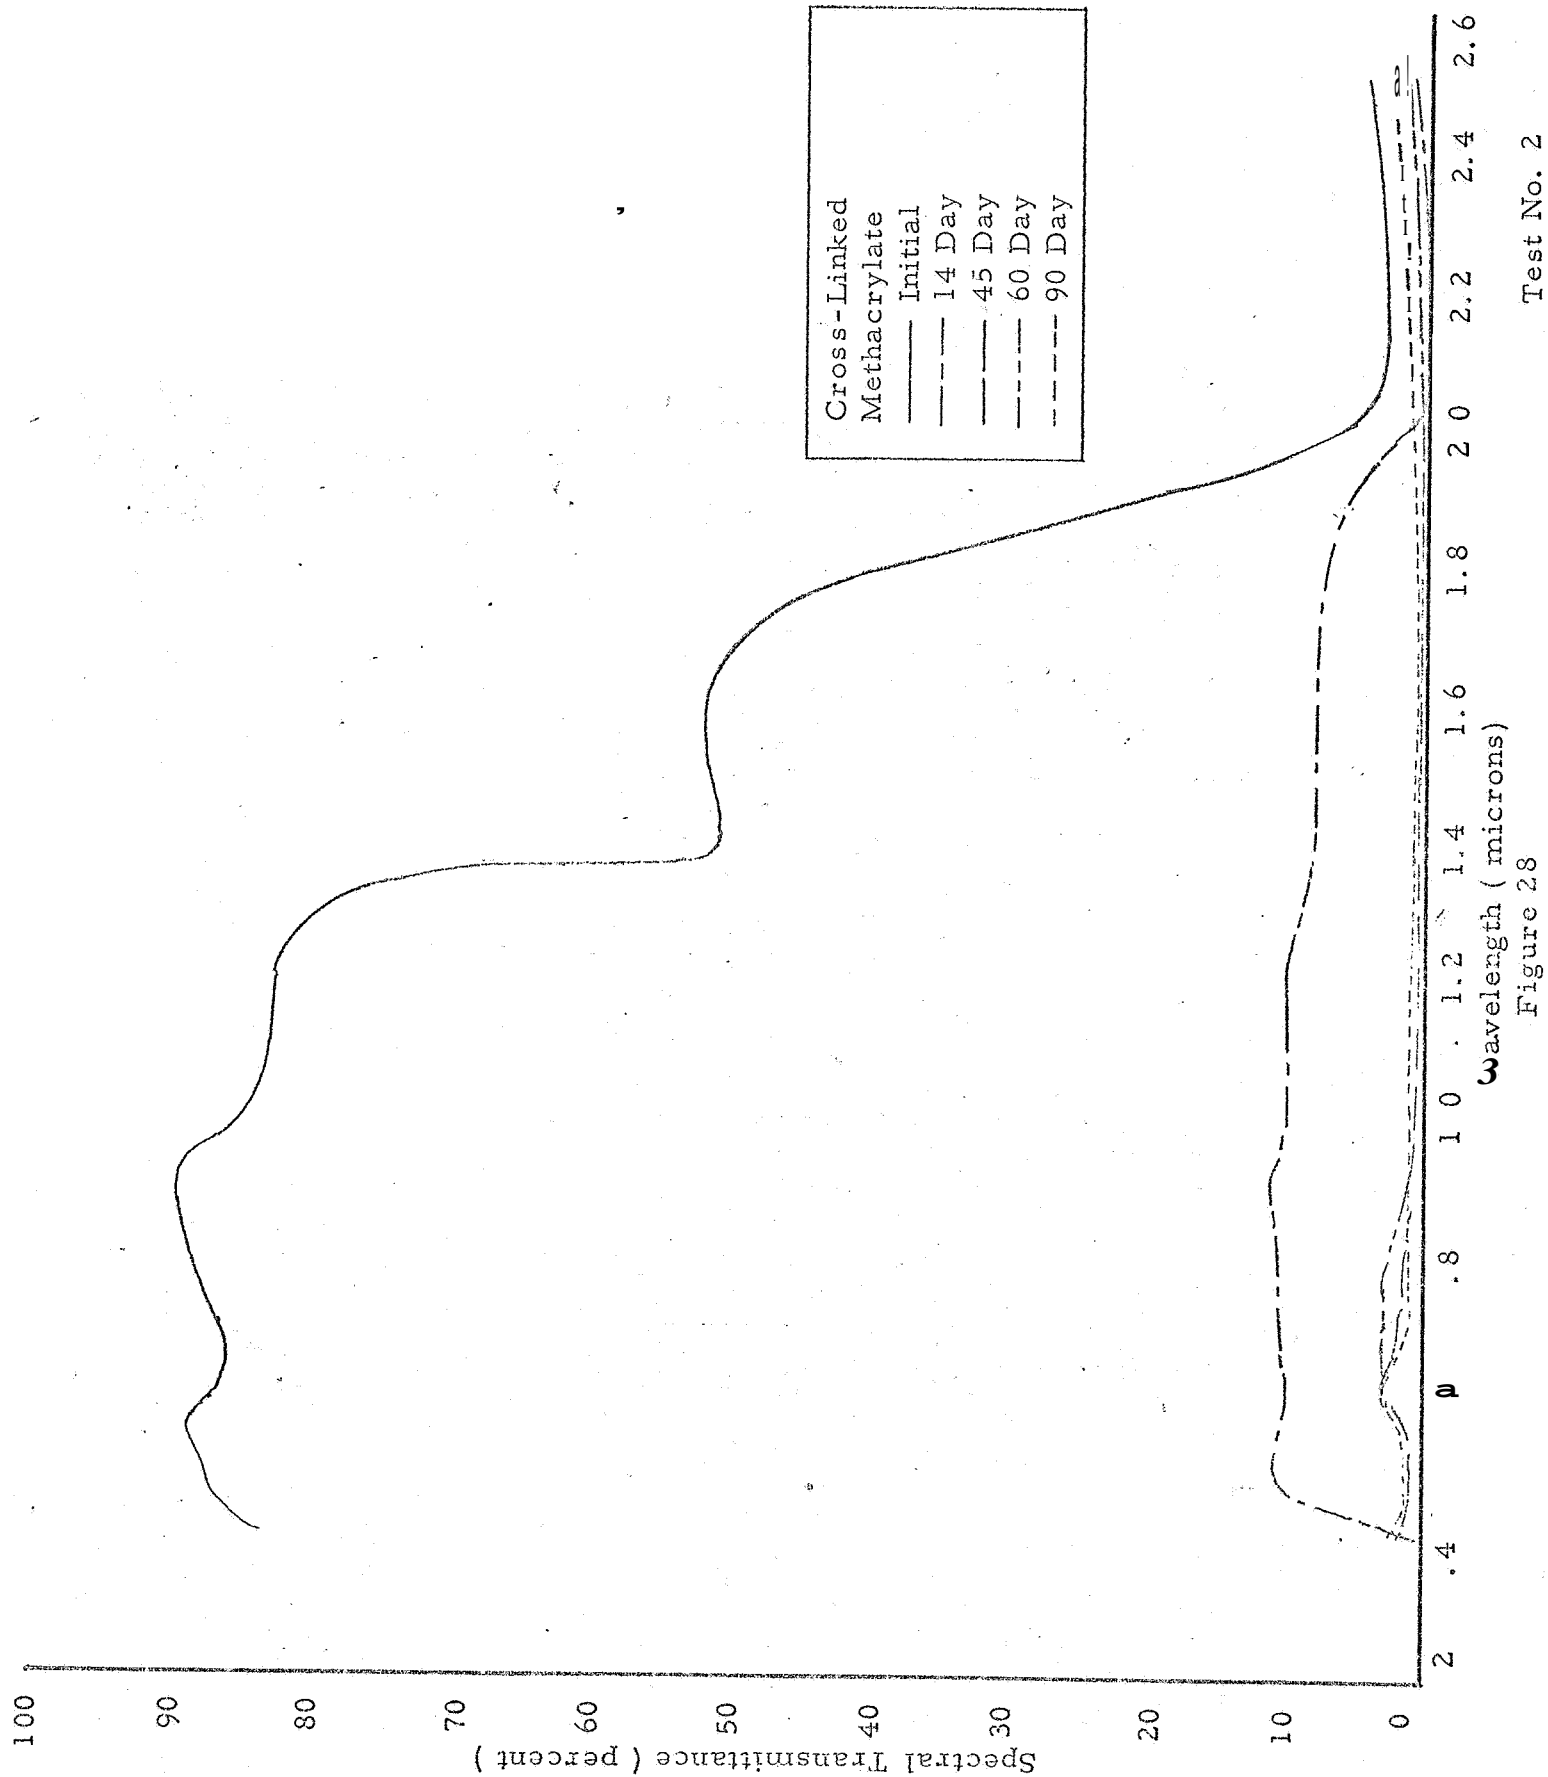 100
90
80
70
60
50
40
30
20
10
0
Spectral Transmittance ( percent )
Cross-Linked
Methacrylate
Initial
14 Day
45 Day
60 Day
90 Day
2
.4
.8
1 0
1.2
1.4
1.6
1.8
2 0
2.2
2.4
2.6
Wavelength ( microns)
Figure 28
Test No. 2